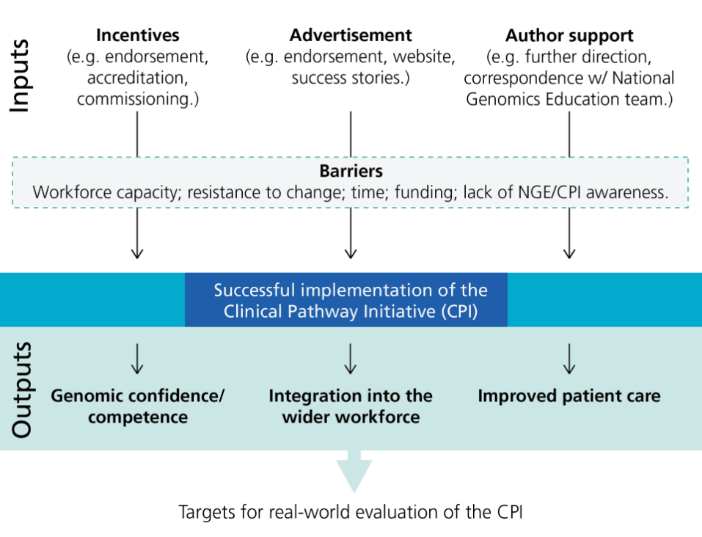 Inputs
Incentives
(e.g. endorsement,
accreditation,
commissioning.)
Advertisement
(e.g. endorsement, website,
success stories.)
Author support
(e.g. further direction,
correspondence w/ National
Genomics Education team.)
Barriers
Workforce capacity; resistance to change; time; funding; lack of NGE/CPI awareness.
Successful implementation of the
Clinical Pathway Initiative (CPI)
Outputs
Genomic confidence/
competence
Integration into the
wider workforce
Improved patient care
Targets for real-world evaluation of the CPI